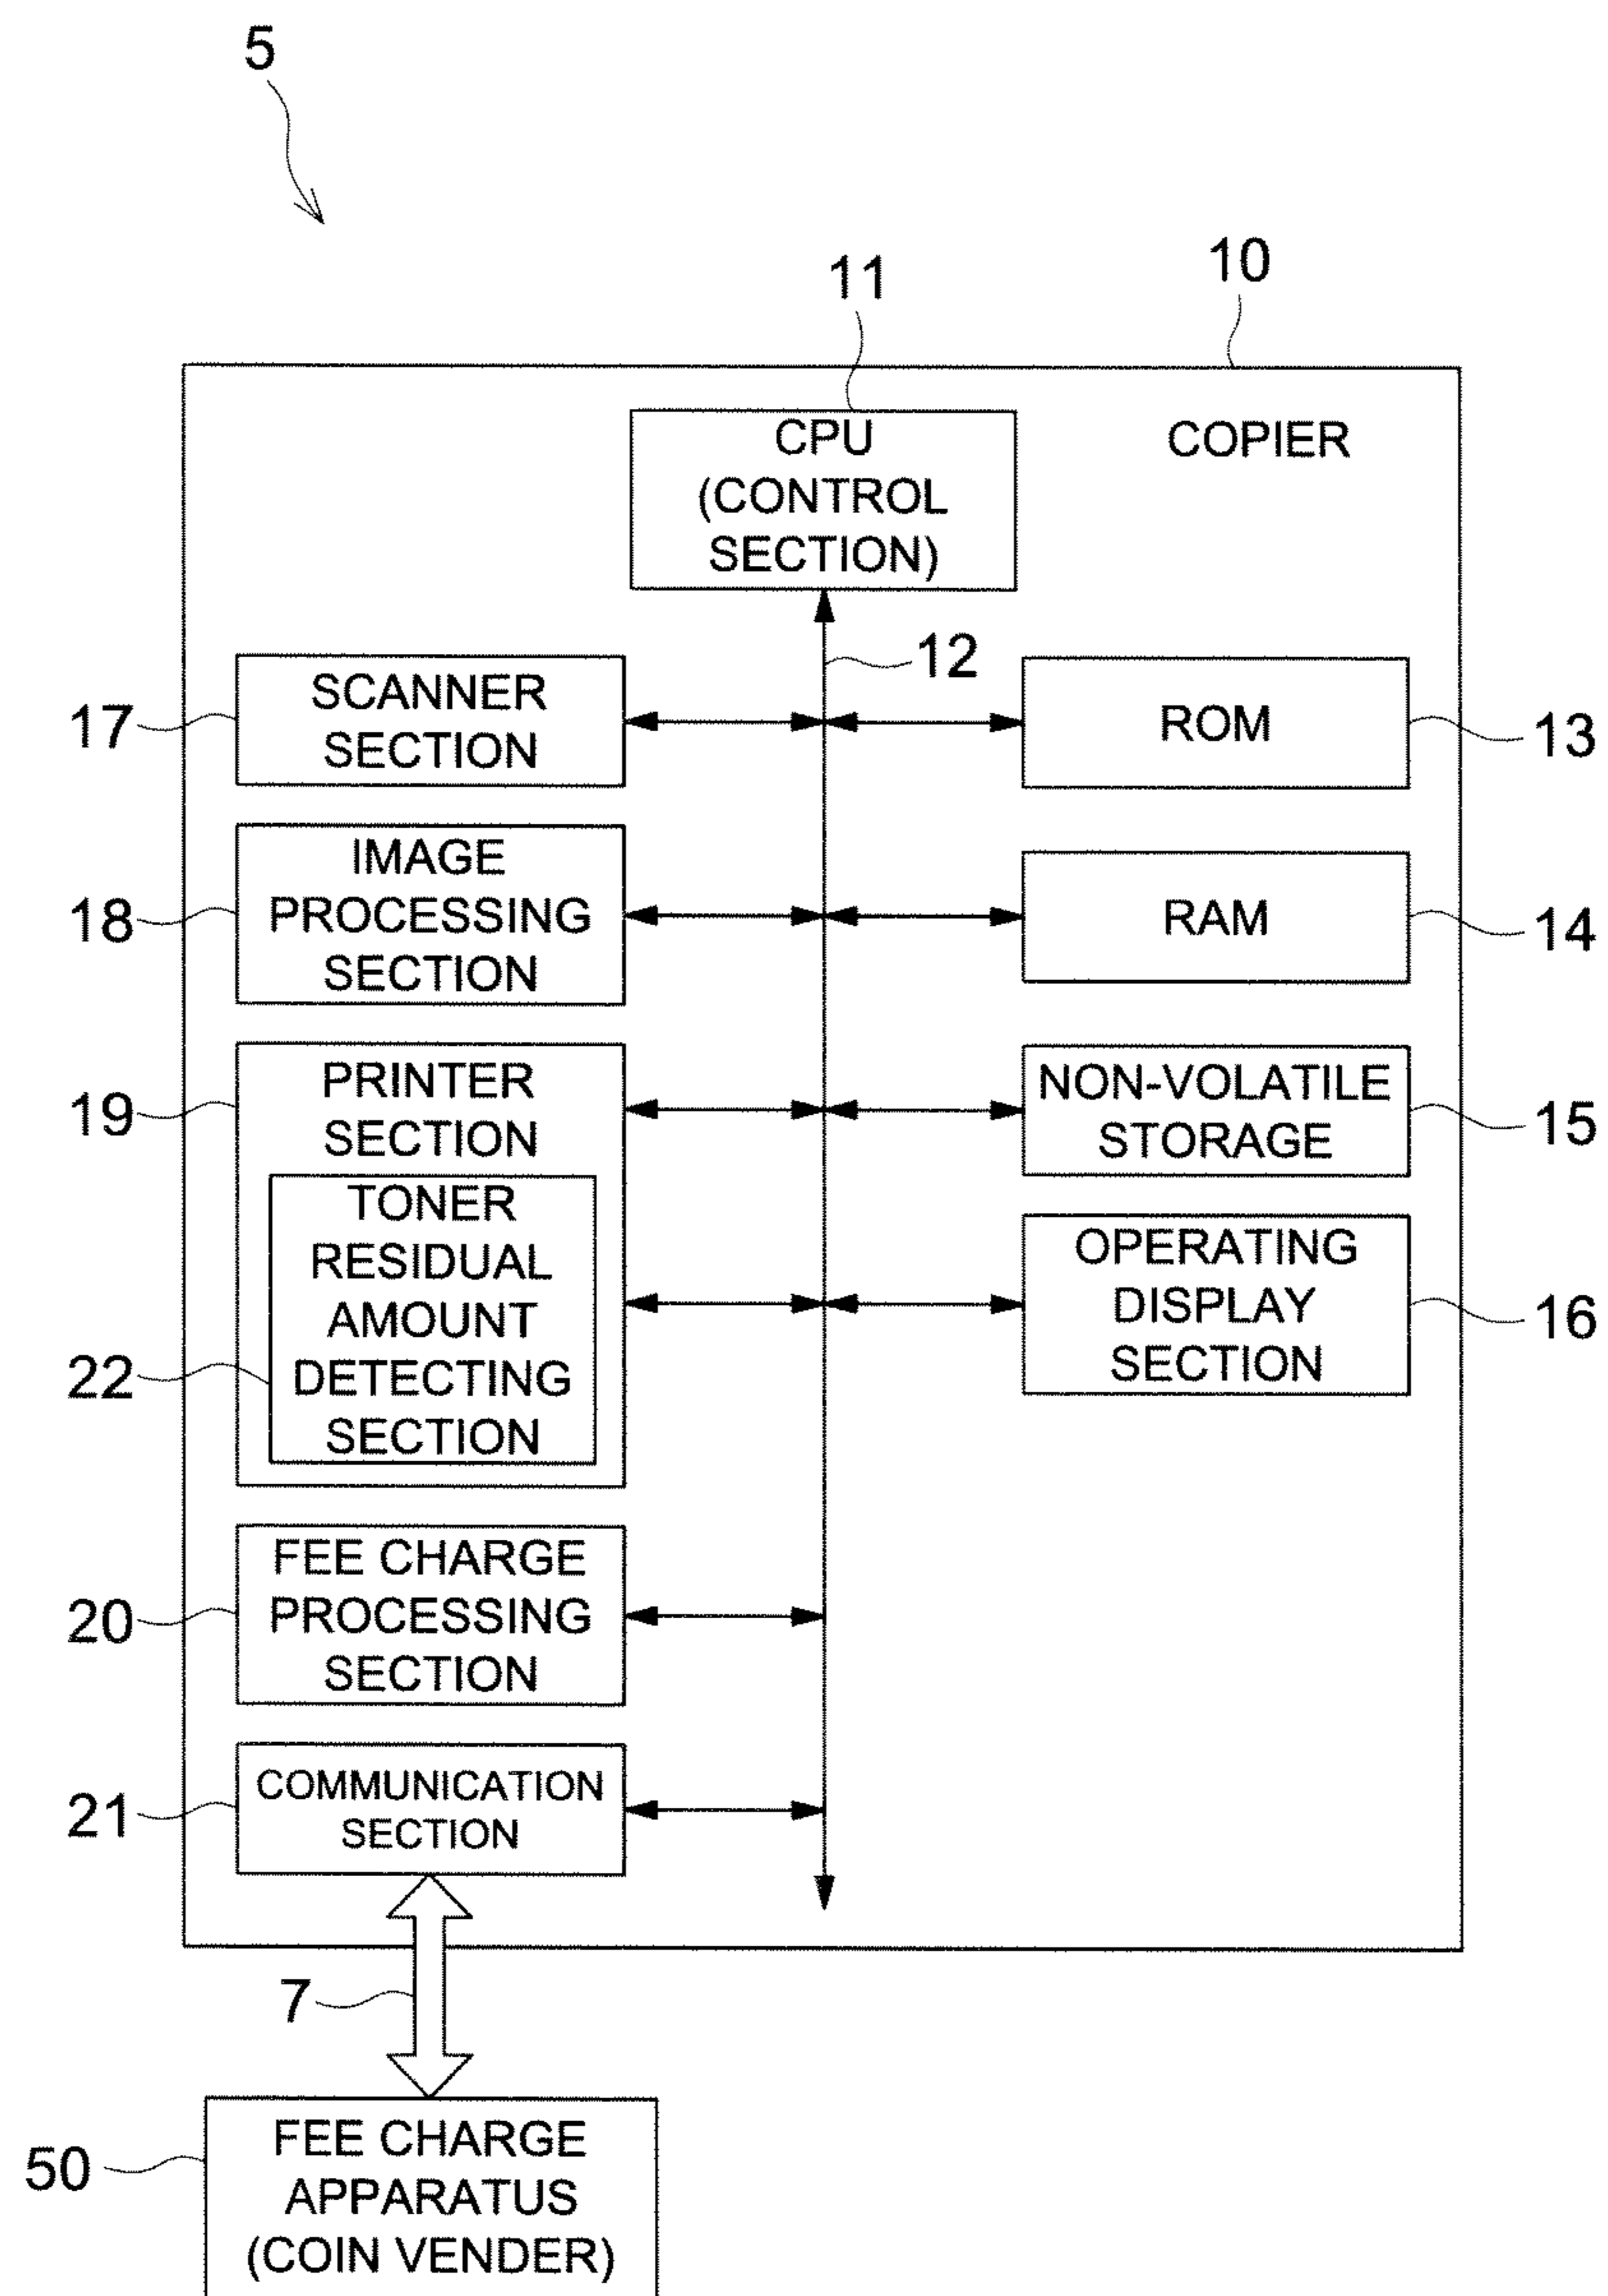 5
10
11
COPIER
CPU
(CONTROL
SECTION)
12
17
SCANNER
SECTION
ROM
13
18
IMAGE
PROCESSING
SECTION
RAM
14
19
PRINTER
SECTION
NON-VOLATILE
STORAGE
15
22
TONER
RESIDUAL
AMOUNT
DETECTING
SECTION
OPERATING
DISPLAY
SECTION
16
20
FEE CHARGE
PROCESSING
SECTION
21
COMMUNICATION
SECTION
7
50
FEE CHARGE
APPARATUS
(COIN VENDER)